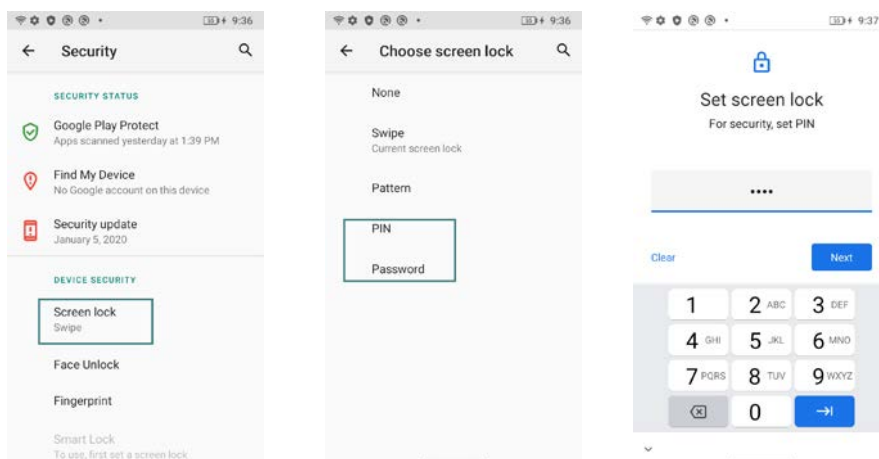 9:36
Security
SECURITY STATUS
Google Play Protect
Apps scanned yesterday at 1:39 PM
Find My Device
No Google account on this device
Security update
January 5, 2020
DEVICE SECURITY
Screen lock
Swipe
Face Unlock
Fingerprint
Smart Lock
To use, first set a screen lock
9:36
Choose screen lock
None
Swipe
Current screen lock
Pattern
PIN
Password
9:37
Set screen lock
For security, set PIN
••••
Clear Next
1 2 ABC 3 DEF
4 GHI 5 JKL 6 MNO
7 PQRS 8 TUV 9 WXYZ
0